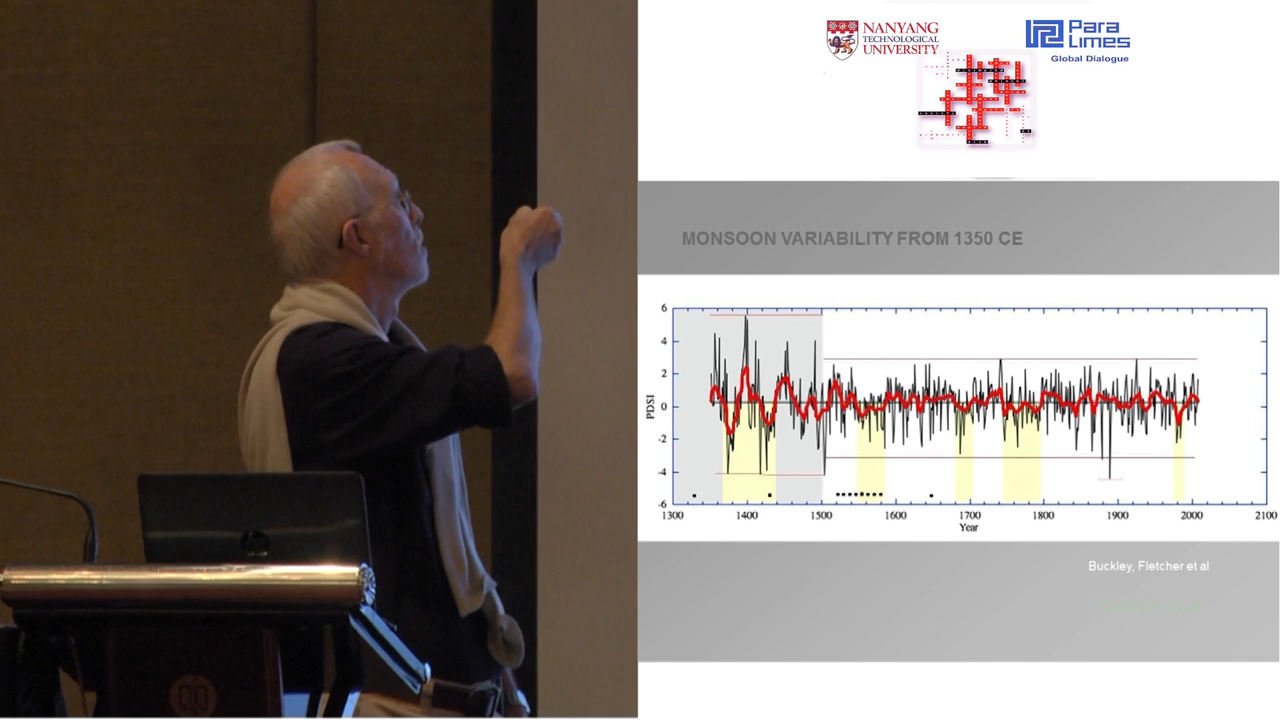 NANYANG
TECHNOLOGICAL
UNIVERSITY
Para
Limes
Global Dialogue
MONSOON VARIABILITY FROM 1350 CE
6
4
2
0
-2
-4
-6
PDSI
1300
1400
1500
1600
1700
1800
1900
2000
2100
Year
Buckley, Fletcher et al